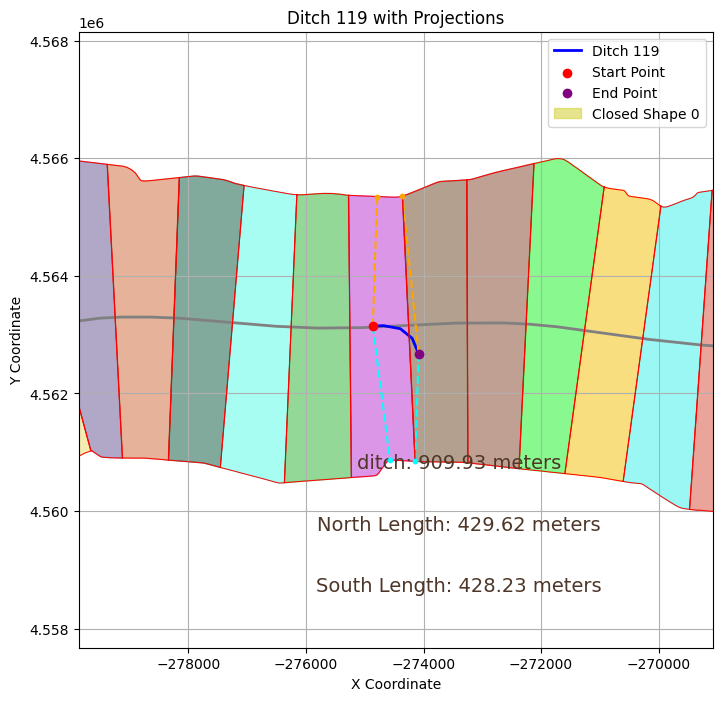 Ditch 119 with Projections
1e6
Ditch 119
Start Point
End Point
Closed Shape 0
4.568
4.566
4.564
4.562
4.560
4.558
Y Coordinate
ditch: 909.93 meters
North Length: 429.62 meters
South Length: 428.23 meters
−278000
−276000
−274000
−272000
−270000
X Coordinate